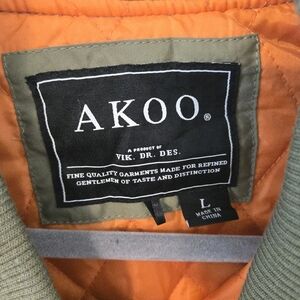 AKOO®
A PRODUCT OF
VIK. DR. DES.
FINE QUALITY GARMENTS MADE FOR REFINED
GENTLEMEN OF TASTE AND DISTINCTION
L
MADE IN
CHINA